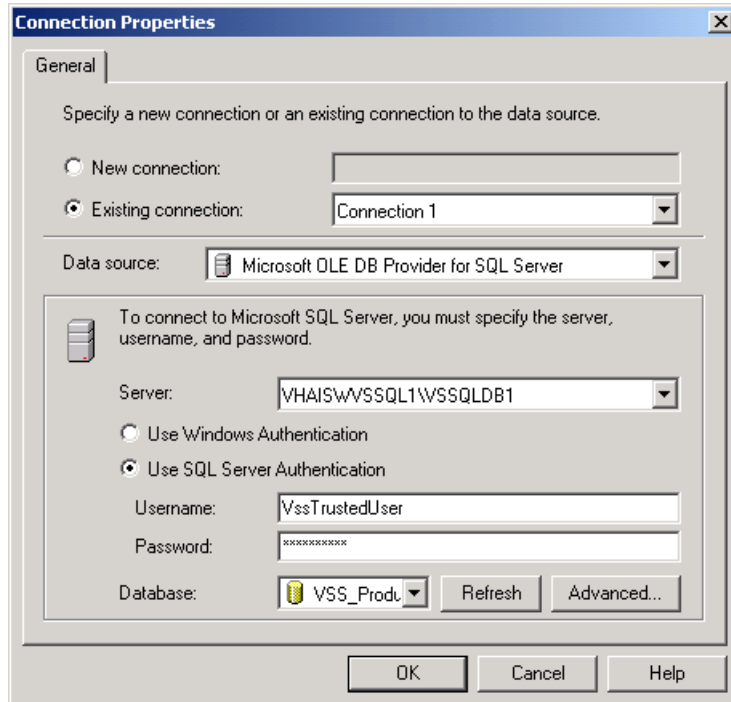 Connection Properties
General
Specify a new connection or an existing connection to the data source.
New connection:
Existing connection: Connection 1
Data source: Microsoft OLE DB Provider for SQL Server
To connect to Microsoft SQL Server, you must specify the server,
username, and password.
Server: VHAISWVSSQL1\VSSQLDB1
Use Windows Authentication
Use SQL Server Authentication
Username: VssTrustedUser
Password: **********
Database: VSS_Produ Refresh Advanced...
OK Cancel Help